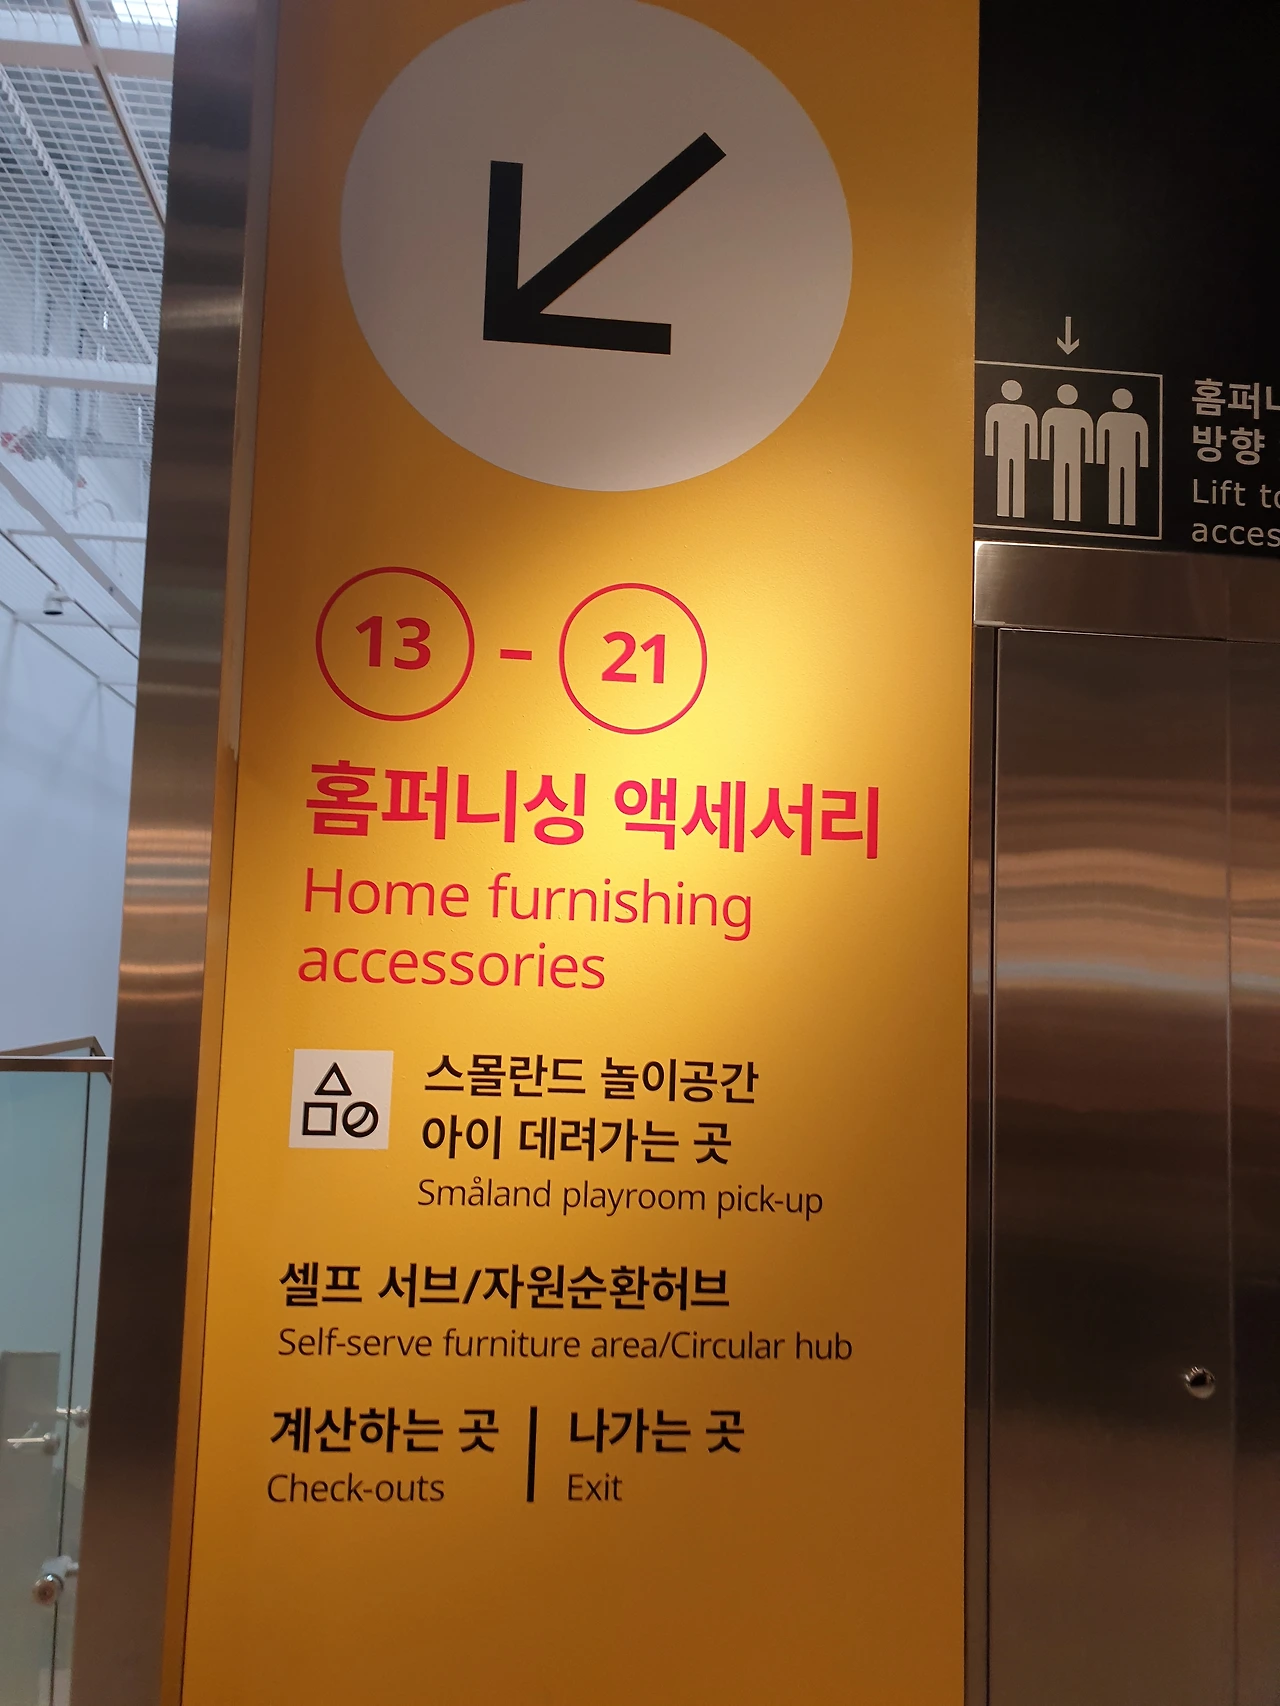 13 – 21
홈퍼니싱 액세서리
Home furnishing
accessories
스몰란드 놀이공간
아이 데려가는 곳
Småland playroom pick-up
셀프 서브/자원순환허브
Self-serve furniture area/Circular hub
계산하는 곳 | 나가는 곳
Check-outs Exit
방향
Lift